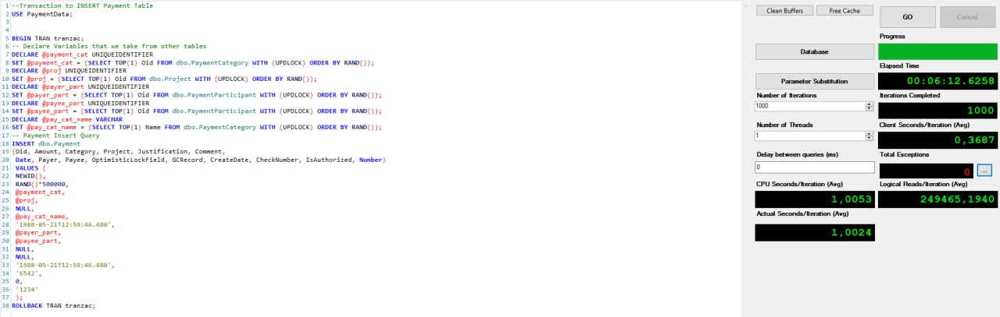 1 --Transaction to INSERT Payment Table
2 USE PaymentData;
3
4
5 BEGIN TRAN tranzac;
6 -- Declare Variables that we take from other tables
7 DECLARE @payment_cat UNIQUEIDENTIFIER
8 SET @payment_cat = (SELECT TOP(1) Oid FROM dbo.PaymentCategory WITH (UPDLOCK) ORDER BY RAND());
9 DECLARE @proj UNIQUEIDENTIFIER
10 SET @proj = (SELECT TOP(1) Oid FROM dbo.Project WITH (UPDLOCK) ORDER BY RAND());
11 DECLARE @payer_part UNIQUEIDENTIFIER
12 SET @payer_part = (SELECT TOP(1) Oid FROM dbo.PaymentParticipant WITH (UPDLOCK) ORDER BY RAND());
13 DECLARE @payee_part UNIQUEIDENTIFIER
14 SET @payee_part = (SELECT TOP(1) Oid FROM dbo.PaymentParticipant WITH (UPDLOCK) ORDER BY RAND());
15 DECLARE @pay_cat_name VARCHAR
16 SET @pay_cat_name = (SELECT TOP(1) Name FROM dbo.PaymentCategory WITH (UPDLOCK) ORDER BY RAND());
17 -- Payment Insert Query
18 INSERT dbo.Payment
19 (Oid, Amount, Category, Project, Justification, Comment,
20 Date, Payer, Payee, OptimisticLockField, GCRecord, CreateDate, CheckNumber, IsAuthorized, Number)
21 VALUES (
22 NEWID(),
23 RAND()*500000,
24 @payment_cat,
25 @proj,
26 NULL,
27 @pay_cat_name,
28 '1988-05-21T12:58:46.480',
29 @payer_part,
30 @payee_part,
31 NULL,
32 NULL,
33 '1988-05-21T12:58:46.480',
34 '6542',
35 0,
36 '1234'
37 );
38 ROLLBACK TRAN tranzac;
Clean Buffers Free Cache GO Cancel
Progress
Database
Elapsed Time
00:06:12.6258
Parameter Substitution
Number of Iterations Iterations Completed
1000 1000
Number of Threads Client Seconds/Iteration (Avg)
1 0,3687
Delay between queries (ms) Total Exceptions
0 0 ...
CPU Seconds/Iteration (Avg) Logical Reads/Iteration (Avg)
1,0053 249465,1940
Actual Seconds/Iteration (Avg)
1,0024